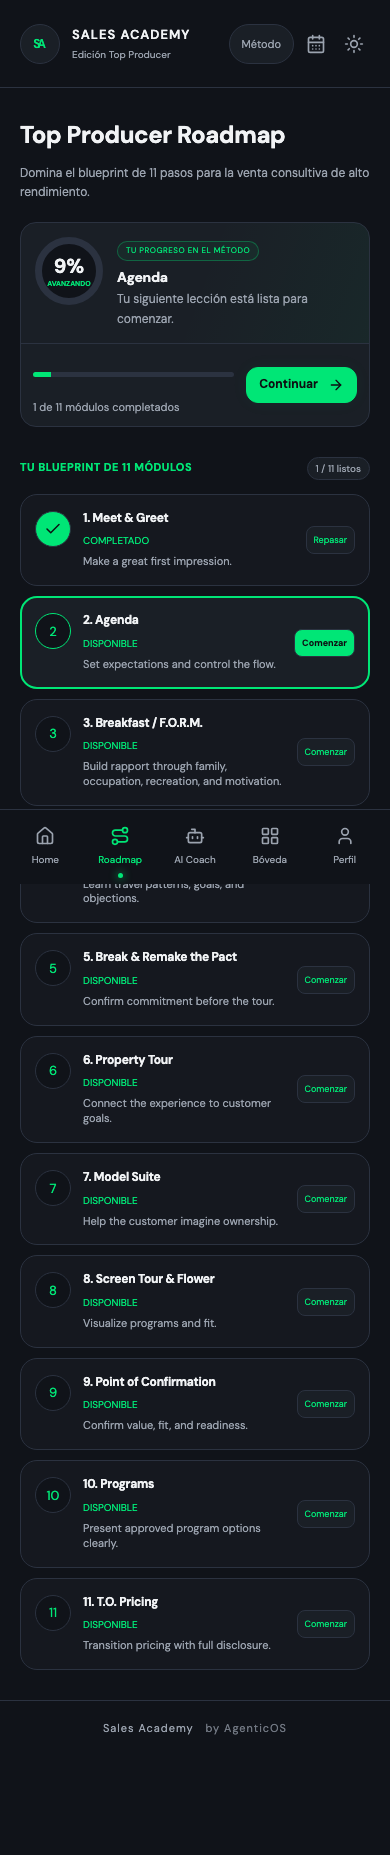 SA
SALES ACADEMY
Edición Top Producer
Método
Top Producer Roadmap
Domina el blueprint de 11 pasos para la venta consultiva de alto
rendimiento.
9%
AVANZANDO
TU PROGRESO EN EL MÉTODO
Agenda
Tu siguiente lección está lista para
comenzar.
1 de 11 módulos completados
Continuar
TU BLUEPRINT DE 11 MÓDULOS
1 / 11 listos
1. Meet & Greet
COMPLETADO
Make a great first impression.
Repasar
2
2. Agenda
DISPONIBLE
Set expectations and control the flow.
Comenzar
3
3. Breakfast / F.O.R.M.
DISPONIBLE
Build rapport through family,
occupation, recreation, and motivation.
Comenzar
Home
Roadmap
AI Coach
Bóveda
Perfil
Learn travel patterns, goals, and
objections.
5
5. Break & Remake the Pact
DISPONIBLE
Confirm commitment before the tour.
Comenzar
6
6. Property Tour
DISPONIBLE
Connect the experience to customer
goals.
Comenzar
7
7. Model Suite
DISPONIBLE
Help the customer imagine ownership.
Comenzar
8
8. Screen Tour & Flower
DISPONIBLE
Visualize programs and fit.
Comenzar
9
9. Point of Confirmation
DISPONIBLE
Confirm value, fit, and readiness.
Comenzar
10
10. Programs
DISPONIBLE
Present approved program options
clearly.
Comenzar
11
11. T.O. Pricing
DISPONIBLE
Transition pricing with full disclosure.
Comenzar
Sales Academy by AgenticOS